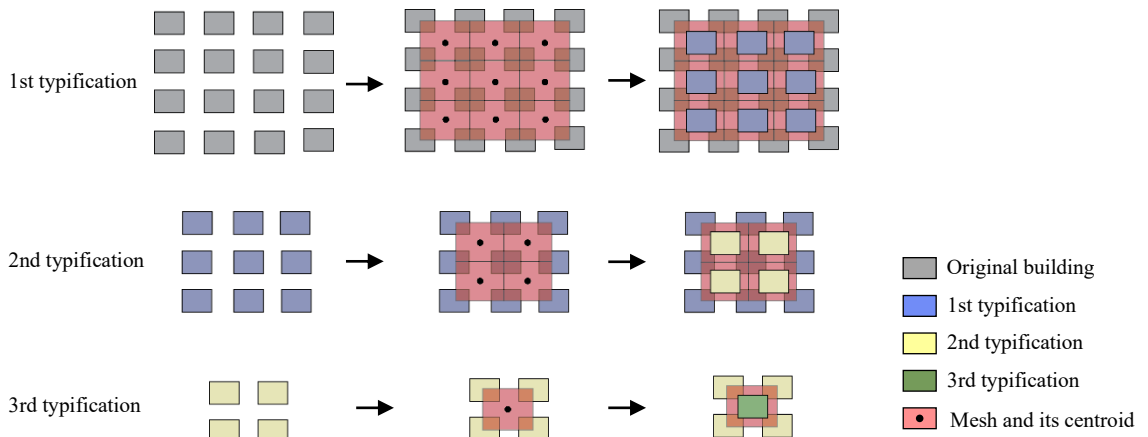 1st typification
2nd typification
Original building
1st typification
2nd typification
3rd typification
3rd typification
Mesh and its centroid